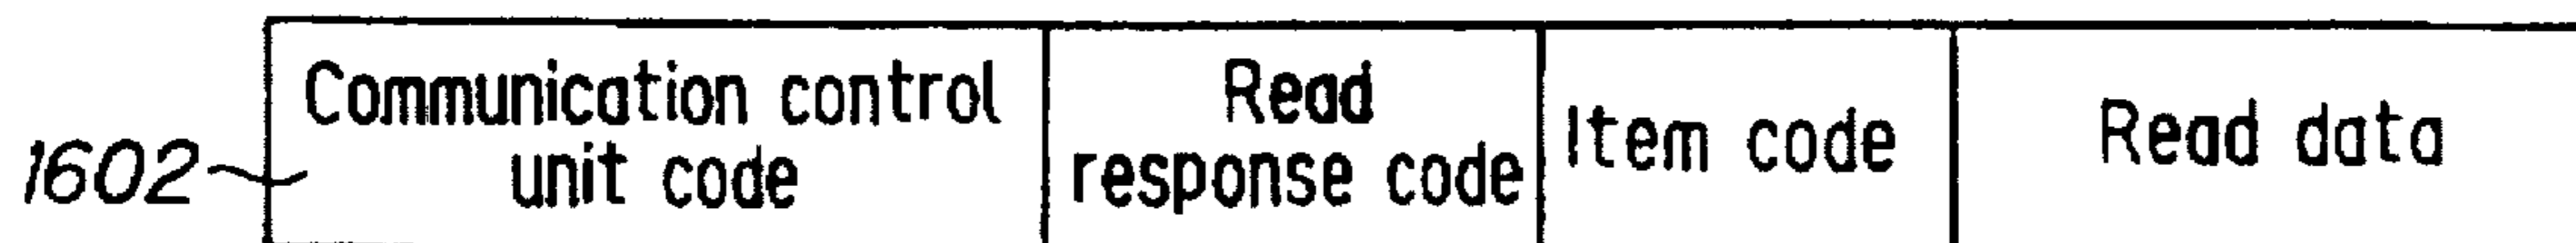 Communication control
unit code
Read
response code
Item code
Read data
1602